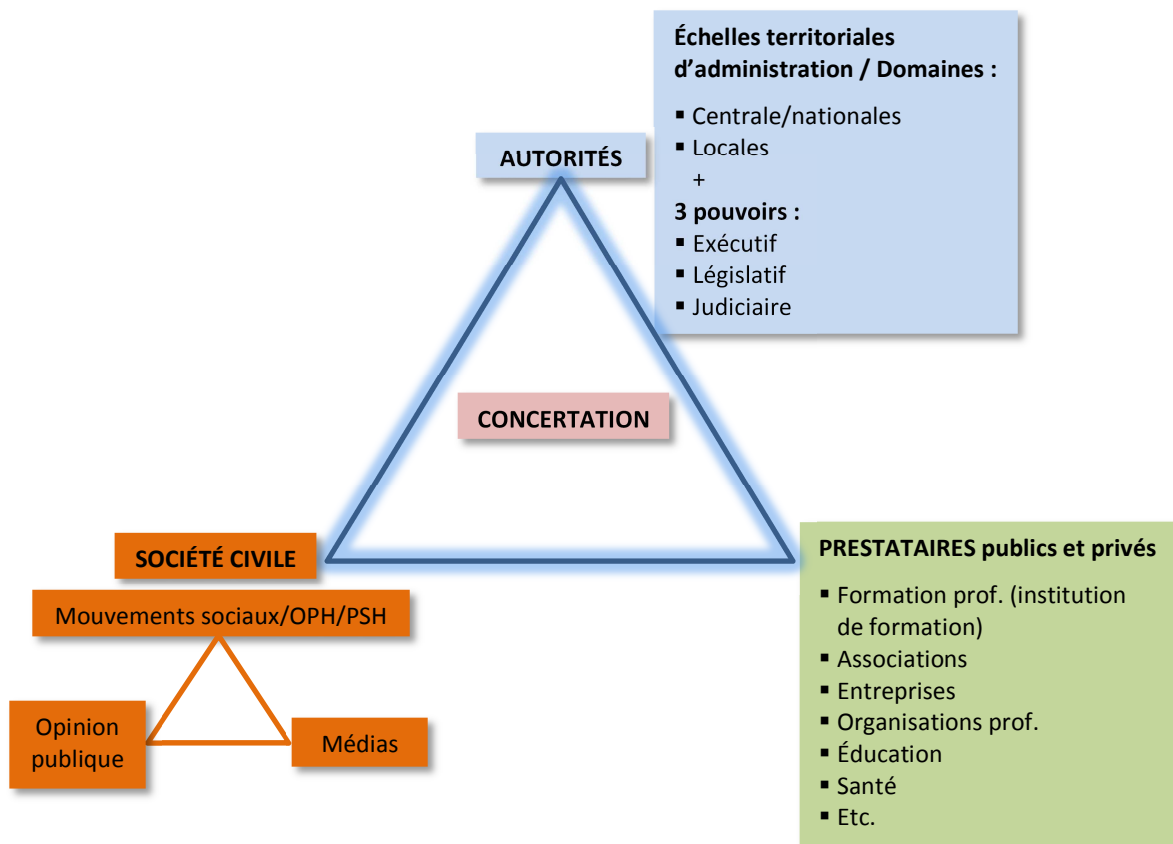 Échelles territoriales
d’administration / Domaines :
▪ Centrale/nationales
▪ Locales
+
3 pouvoirs :
▪ Exécutif
▪ Législatif
▪ Judiciaire
AUTORITÉS
CONCERTATION
SOCIÉTÉ CIVILE
Mouvements sociaux/OPH/PSH
Opinion
publique
Médias
PRESTATAIRES publics et privés
▪ Formation prof. (institution
de formation)
▪ Associations
▪ Entreprises
▪ Organisations prof.
▪ Éducation
▪ Santé
▪ Etc.